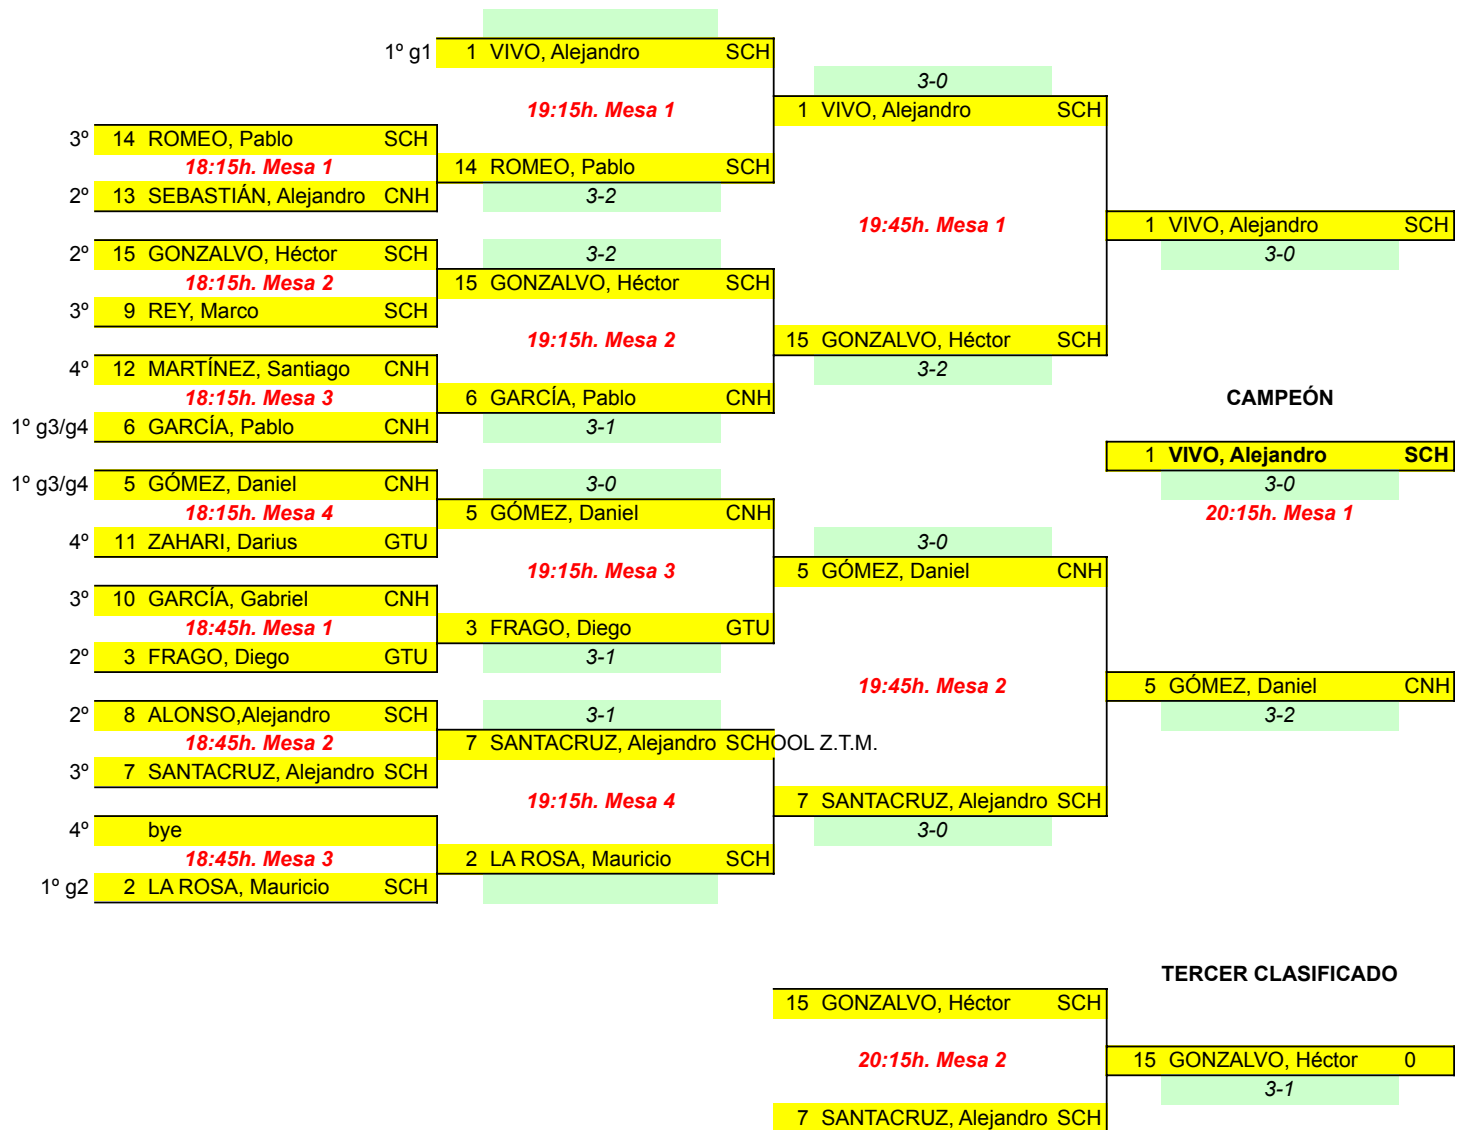 1º g1 1 VIVO, Alejandro SCH
3-0
19:15h. Mesa 1 1 VIVO, Alejandro SCH
3º 14 ROMEO, Pablo SCH
18:15h. Mesa 1 14 ROMEO, Pablo SCH
2º 13 SEBASTIÁN, Alejandro CNH 3-2
19:45h. Mesa 1 1 VIVO, Alejandro SCH
2º 15 GONZALVO, Héctor SCH 3-2 3-0
18:15h. Mesa 2 15 GONZALVO, Héctor SCH
3º 9 REY, Marco SCH
19:15h. Mesa 2 15 GONZALVO, Héctor SCH
4º 12 MARTÍNEZ, Santiago CNH 3-2
18:15h. Mesa 3 6 GARCÍA, Pablo CNH CAMPEÓN
1º g3/g4 6 GARCÍA, Pablo CNH 3-1
1 VIVO, Alejandro SCH
1º g3/g4 5 GÓMEZ, Daniel CNH 3-0 3-0
18:15h. Mesa 4 5 GÓMEZ, Daniel CNH 20:15h. Mesa 1
4º 11 ZAHARI, Darius GTU 3-0
19:15h. Mesa 3 5 GÓMEZ, Daniel CNH
3º 10 GARCÍA, Gabriel CNH
18:45h. Mesa 1 3 FRAGO, Diego GTU
2º 3 FRAGO, Diego GTU 3-1
19:45h. Mesa 2 5 GÓMEZ, Daniel CNH
2º 8 ALONSO,Alejandro SCH 3-1 3-2
18:45h. Mesa 2 7 SANTACRUZ, Alejandro SCHOOL Z.T.M.
3º 7 SANTACRUZ, Alejandro SCH
19:15h. Mesa 4 7 SANTACRUZ, Alejandro SCH
4º bye 3-0
18:45h. Mesa 3 2 LA ROSA, Mauricio SCH
1º g2 2 LA ROSA, Mauricio SCH
TERCER CLASIFICADO
15 GONZALVO, Héctor SCH
20:15h. Mesa 2 15 GONZALVO, Héctor 0
3-1
7 SANTACRUZ, Alejandro SCH